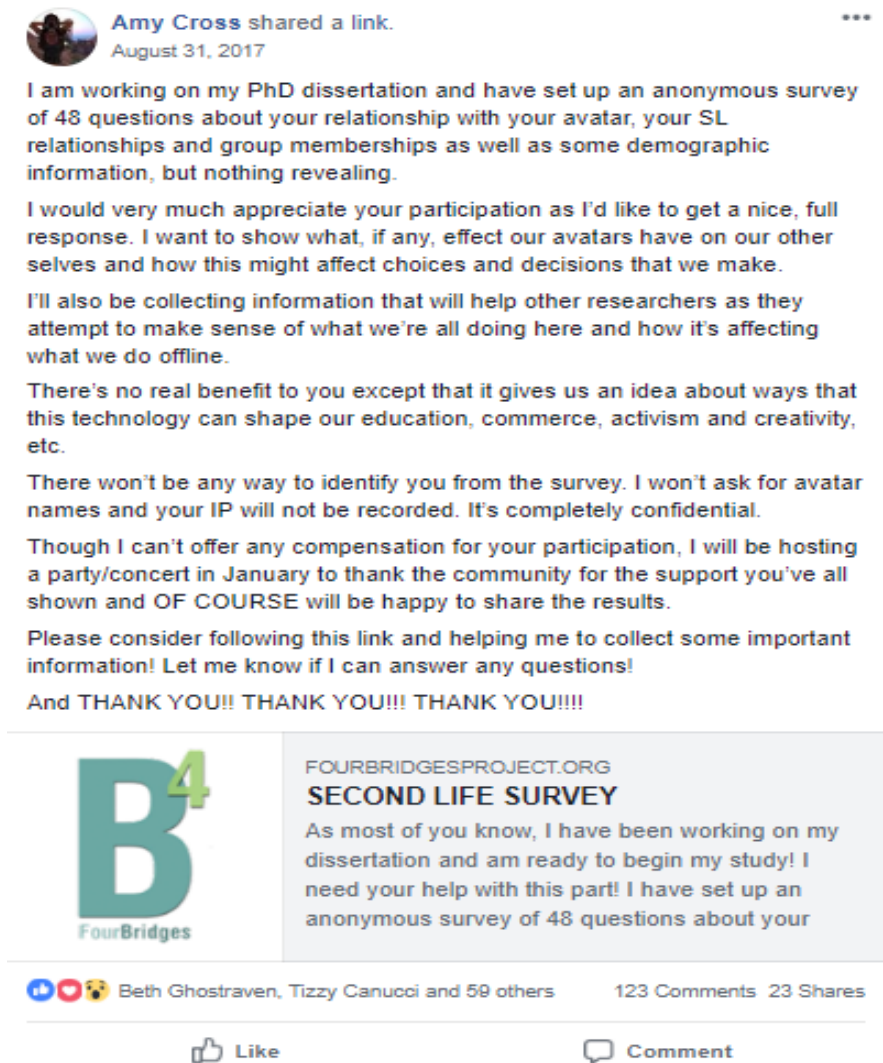 Amy Cross shared a link.
August 31, 2017
I am working on my PhD dissertation and have set up an anonymous survey
of 48 questions about your relationship with your avatar, your SL
relationships and group memberships as well as some demographic
information, but nothing revealing.
I would very much appreciate your participation as I'd like to get a nice, full
response. I want to show what, if any, effect our avatars have on our other
selves and how this might affect choices and decisions that we make.
I'll also be collecting information that will help other researchers as they
attempt to make sense of what we're all doing here and how it's affecting
what we do offline.
There's no real benefit to you except that it gives us an idea about ways that
this technology can shape our education, commerce, activism and creativity,
etc.
There won't be any way to identify you from the survey. I won't ask for avatar
names and your IP will not be recorded. It's completely confidential.
Though I can't offer any compensation for your participation, I will be hosting
a party/concert in January to thank the community for the support you've all
shown and OF COURSE will be happy to share the results.
Please consider following this link and helping me to collect some important
information! Let me know if I can answer any questions!
And THANK YOU!! THANK YOU!!! THANK YOU!!!!
B4
FourBridges
FOURBRIDGESPROJECT.ORG
SECOND LIFE SURVEY
As most of you know, I have been working on my
dissertation and am ready to begin my study! I
need your help with this part! I have set up an
anonymous survey of 48 questions about your
Beth Ghostraven, Tizzy Canucci and 59 others 123 Comments 23 Shares
Like Comment